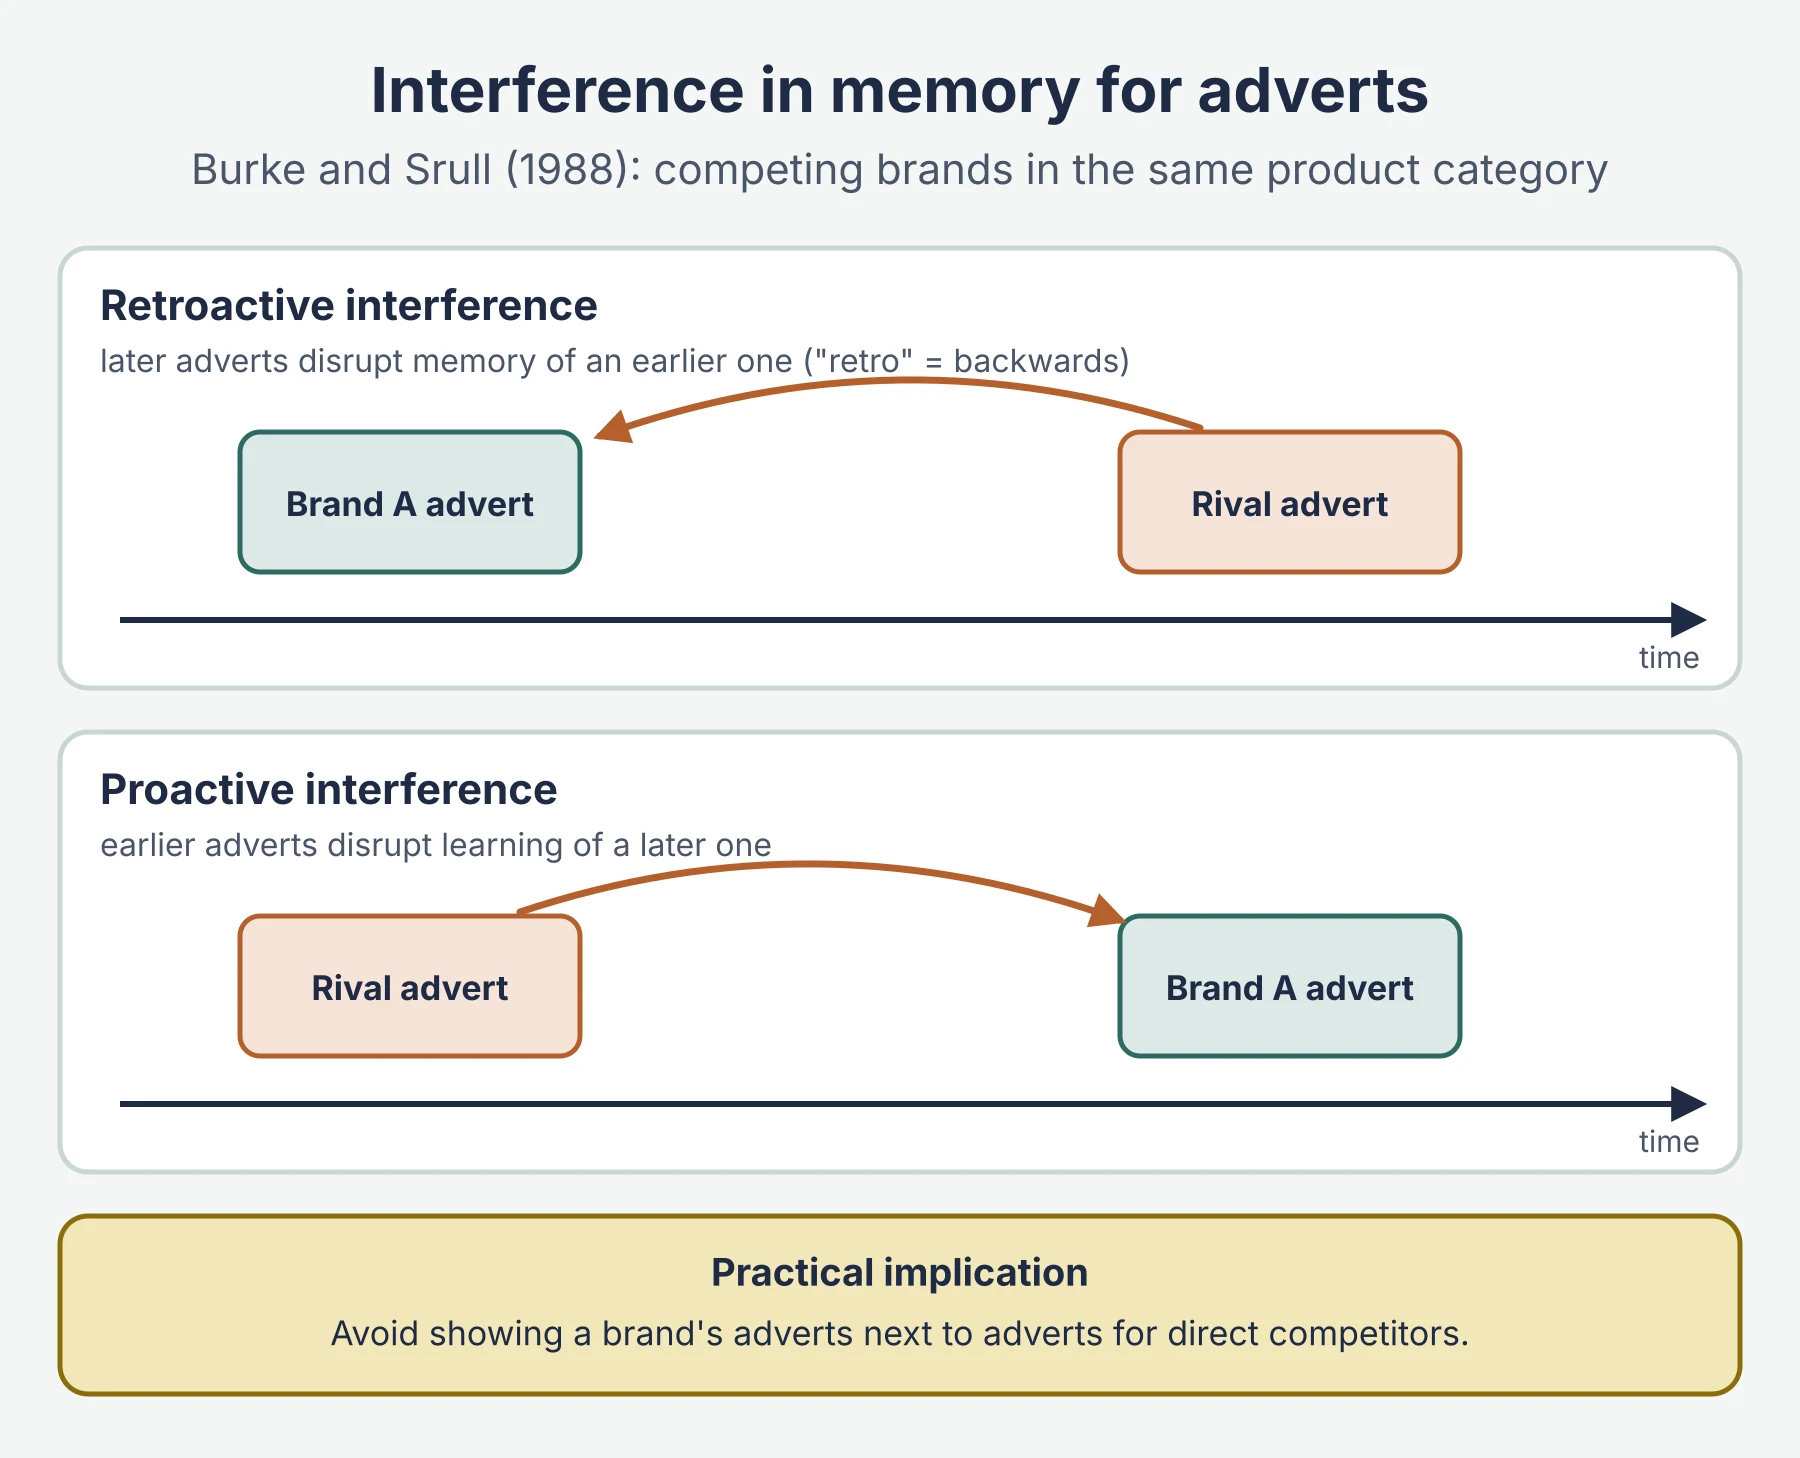 Interference in memory for adverts
Burke and Srull (1988): competing brands in the same product category
Retroactive interference
later adverts disrupt memory of an earlier one ("retro" = backwards)
Brand A advert
Rival advert
time
Proactive interference
earlier adverts disrupt learning of a later one
Rival advert
Brand A advert
time
Practical implication
Avoid showing a brand's adverts next to adverts for direct competitors.